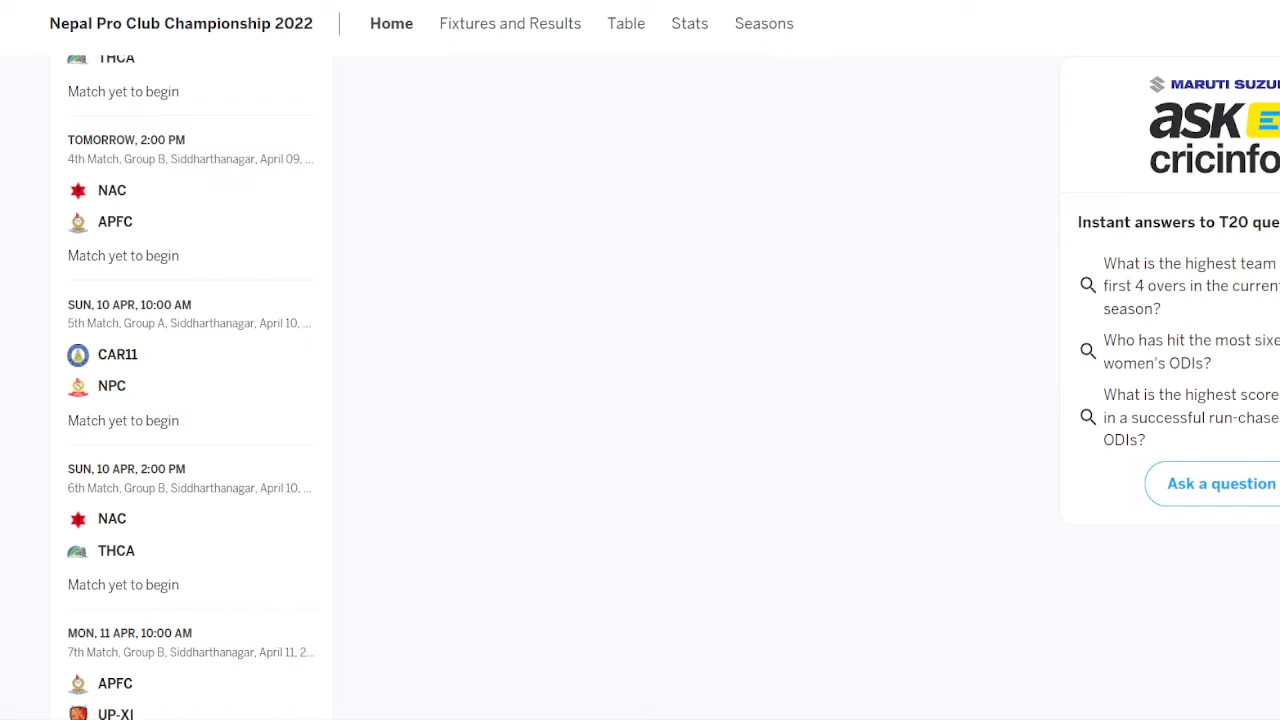 Nepal Pro Club Championship 2022
Home
Fixtures and Results
Table
Stats
Seasons
THCA
Match yet to begin
TOMORROW, 2:00 PM
4th Match, Group B, Siddharthanagar, April 09, ...
NAC
APFC
Match yet to begin
SUN, 10 APR, 10:00 AM
5th Match, Group A, Siddharthanagar, April 10, ...
CAR11
NPC
Match yet to begin
SUN, 10 APR, 2:00 PM
6th Match, Group B, Siddharthanagar, April 10, ...
NAC
THCA
Match yet to begin
MON, 11 APR, 10:00 AM
7th Match, Group B, Siddharthanagar, April 11, 2...
APFC
UP-XI
MARUTI SUZU
ask
cricinfo
Instant answers to T20 que
What is the highest team
first 4 overs in the current
season?
Who has hit the most sixe
women's ODIs?
What is the highest score
in a successful run-chase
ODIs?
Ask a question